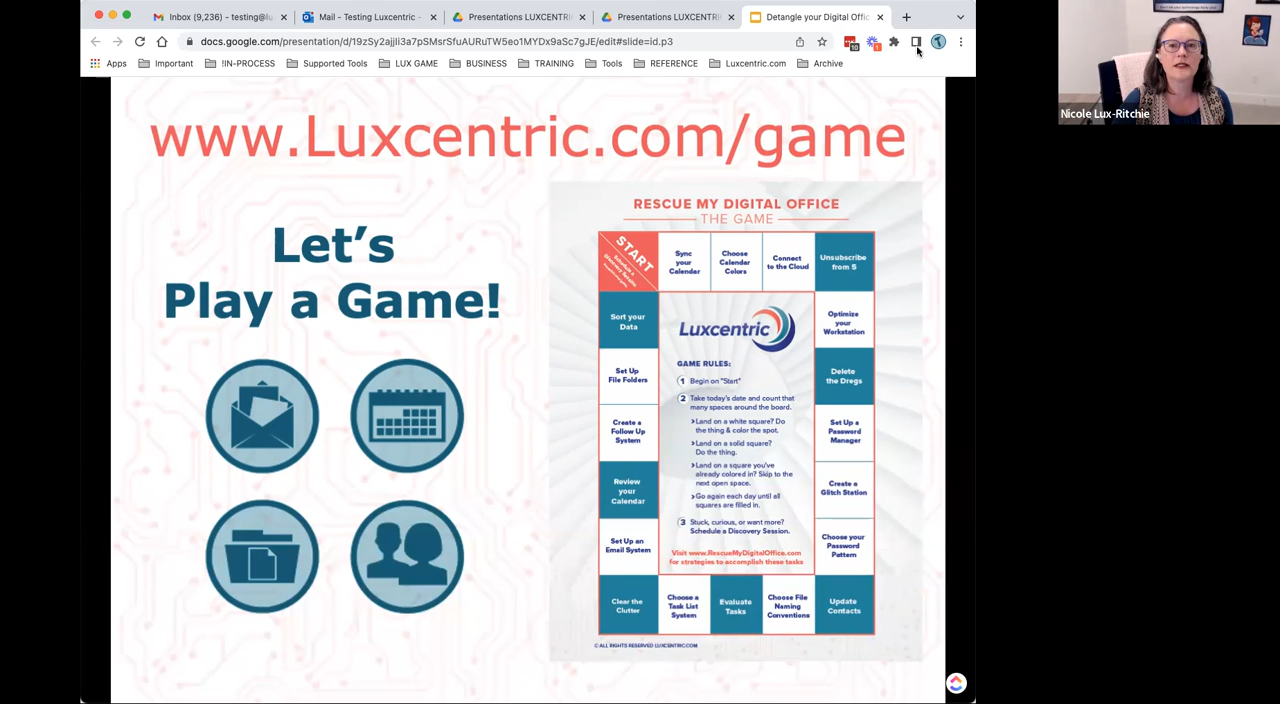 Inbox (9,236) - testing@lu
Mail - Testing Luxcentric -
Presentations LUXCENTRI
Presentations LUXCENTRI
Detangle your Digital Offic
Apps
Important
!IN-PROCESS
Supported Tools
LUX GAME
BUSINESS
TRAINING
Tools
REFERENCE
Luxcentric.com
Archive
Nicole Lux-Ritchie
www.Luxcentric.com/game
Let's
Play a Game!
RESCUE MY DIGITAL OFFICE
THE GAME
START
Sync
your
Calendar
Choose
Calendar
Colors
Connect
to the Cloud
Unsubscribe
from 5
Sort your
Data
Optimize
your
Workstation
Set Up
File Folders
Delete
the Dregs
Create a
Follow Up
System
Set Up a
Password
Manager
Review
your
Calendar
Create a
Glitch Station
Set Up an
Email System
Choose your
Password
Pattern
Clear the
Clutter
Choose a
Task List
System
Evaluate
Tasks
Choose File
Naming
Conventions
Update
Contacts
Luxcentric
GAME RULES:
1 Begin on "Start"
2 Take today's date and count that
many spaces around the board.
Land on a white square? Do
the thing & color the spot.
Land on a solid square?
Do the thing.
Land on a square you've
already colored in? Skip to the
next open space.
Go again each day until all
squares are filled in.
3 Stuck, curious, or want more?
Schedule a Discovery Session.
Visit www.RescueMyDigitalOffice.com
for strategies to accomplish these tasks
© ALL RIGHTS RESERVED LUXCENTRIC.COM